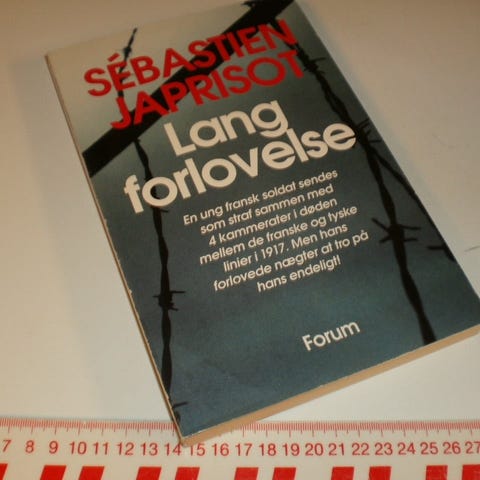 SÉBASTIEN
JAPRISOT
Lang
forlovelse
En ung fransk soldat sendes
som straf sammen med
4 kammerater i døden
mellem de franske og tyske
linier i 1917. Men hans
forlovede nægter at tro på
hans endeligt!
Forum
7 8 9 10 11 12 13 14 15 16 17 18 19 20 21 22 23 24 25 26 27